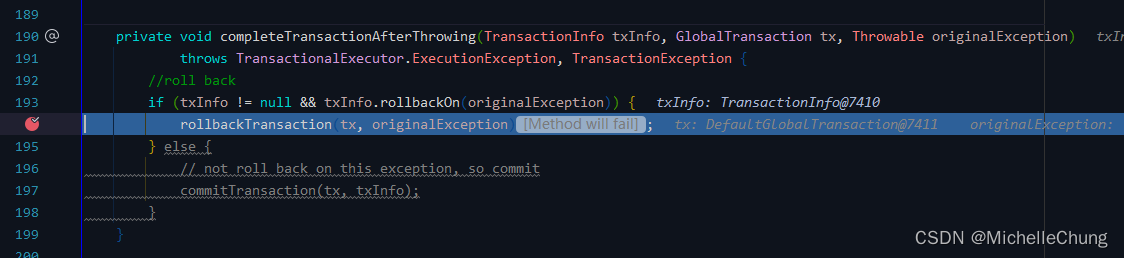 189
190 @ private void completeTransactionAfterThrowing(TransactionInfo txInfo, GlobalTransaction tx, Throwable originalException) txIn
191 throws TransactionalExecutor.ExecutionException, TransactionException {
192 //roll back
193 if (txInfo != null && txInfo.rollbackOn(originalException)) { txInfo: TransactionInfo@7410
rollbackTransaction(tx, originalException) [Method will fail] ; tx: DefaultGlobalTransaction@7411 originalException:
195 } else {
196 // not roll back on this exception, so commit
197 commitTransaction(tx, txInfo);
198 }
199 }
200
CSDN @MichelleChung